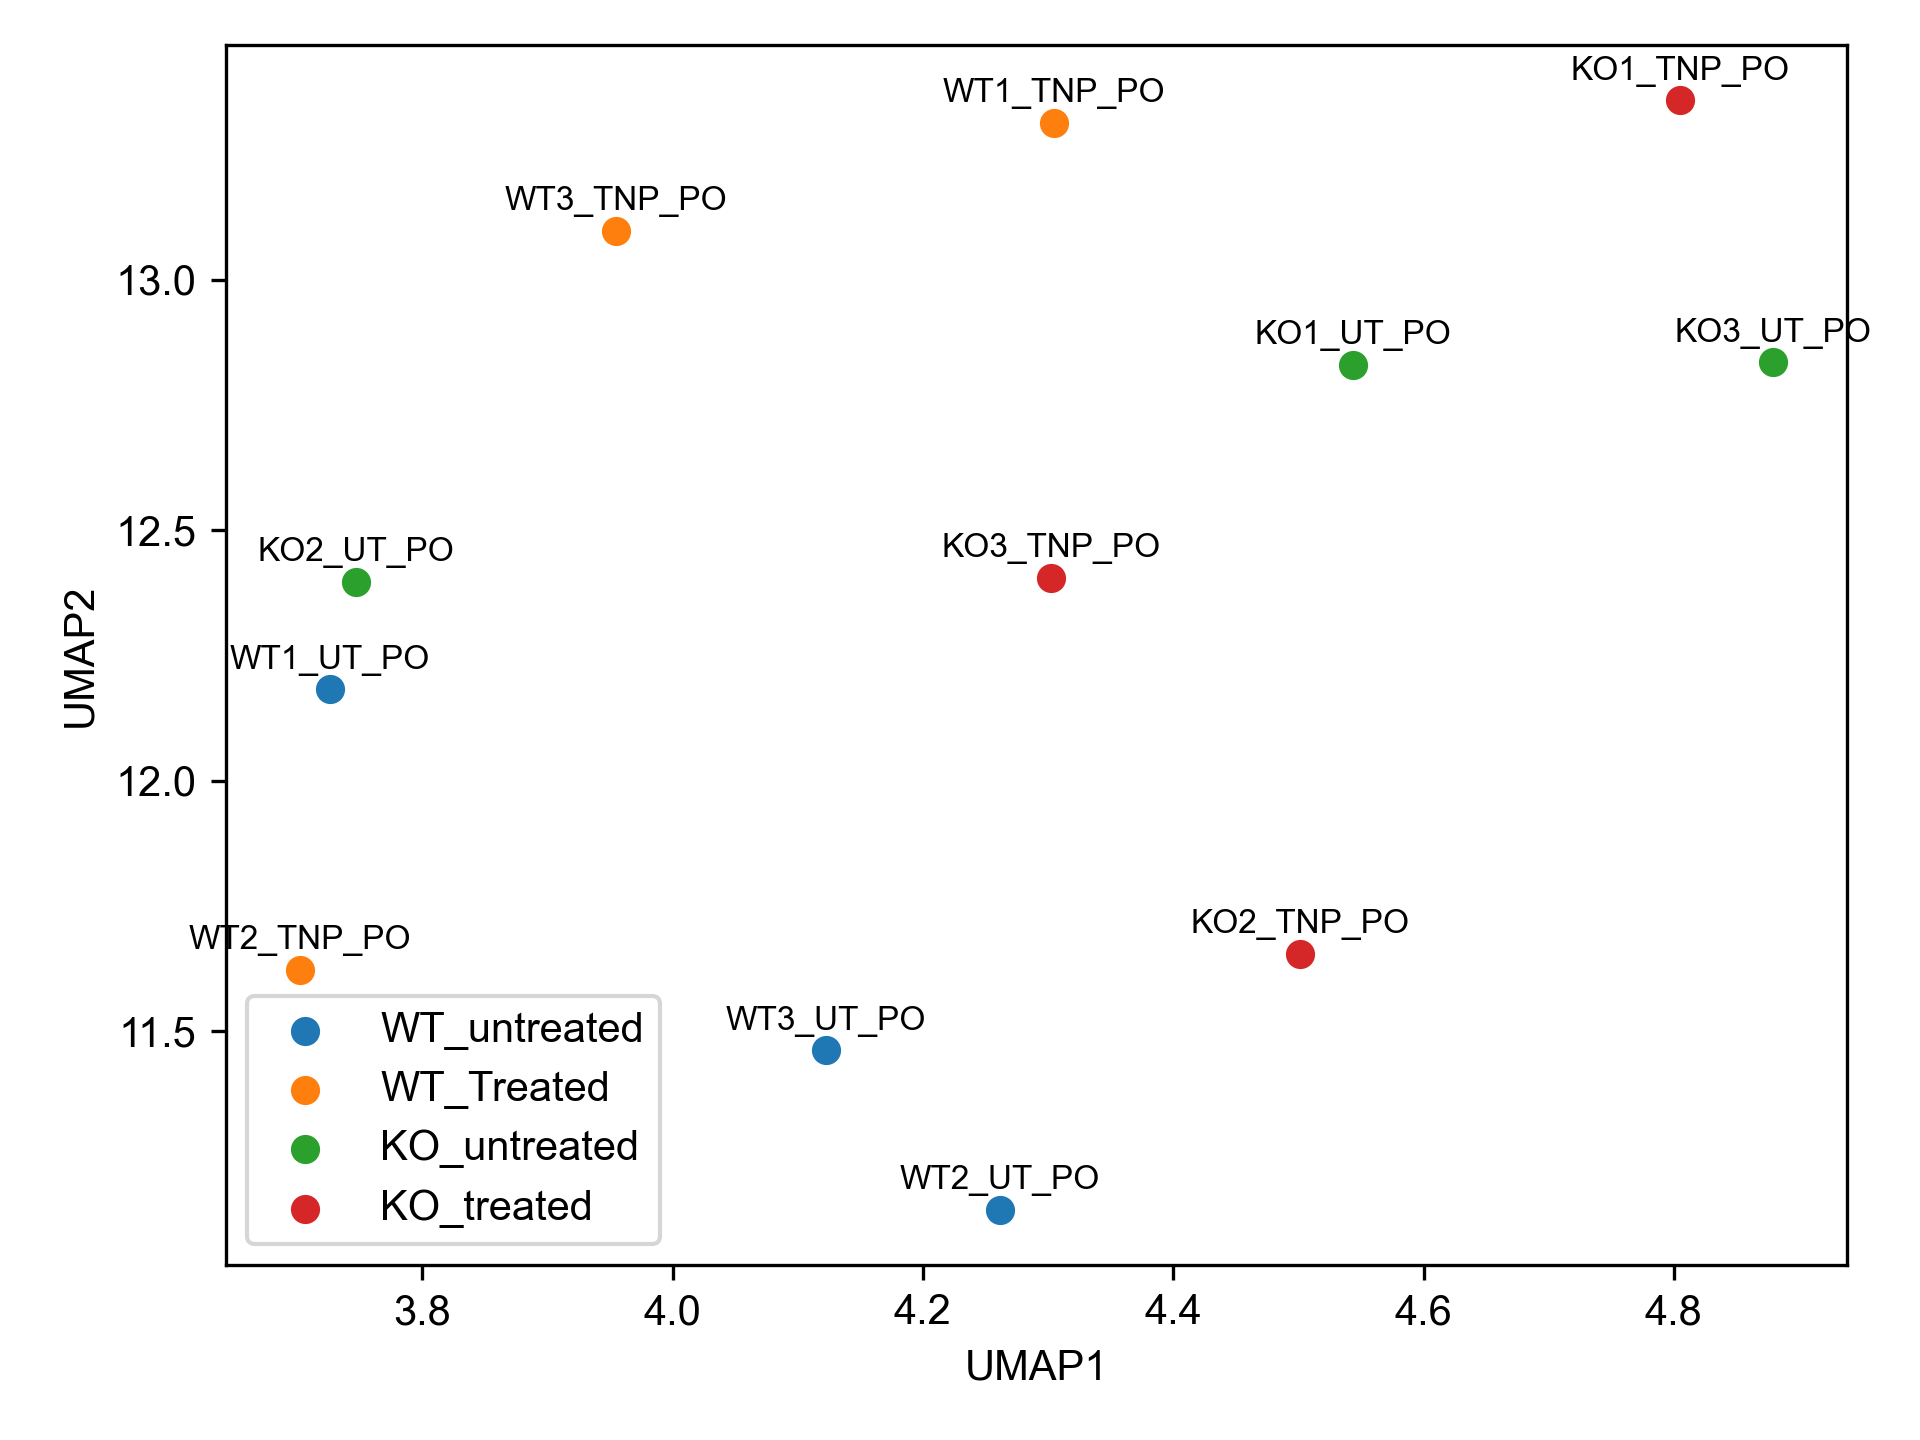 KO1_TNP_PO
WT1_TNP_PO
WT3_TNP_PO
13.0
KO1_UT_PO
KO3_UT_PO
12.5
KO2_UT_PO
KO3_TNP_PO
UMAP2
WT1_UT_PO
12.0
WT2_TNP_PO
KO2_TNP_PO
11.5
WT3_UT_PO
WT2_UT_PO
WT_untreated
WT_Treated
KO_untreated
KO_treated
3.8 4.0 4.2 4.4 4.6 4.8
UMAP1